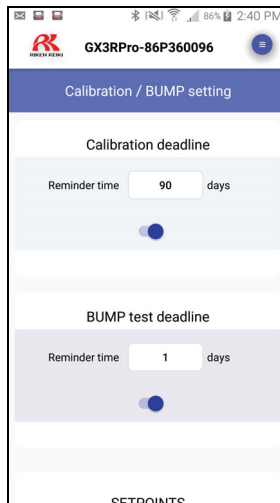 86% 2:40 PM
RIKEN KEIKI
GX3RPro-86P360096
Calibration / BUMP setting
Calibration deadline
Reminder time 90 days
BUMP test deadline
Reminder time 1 days
SETPOINTS